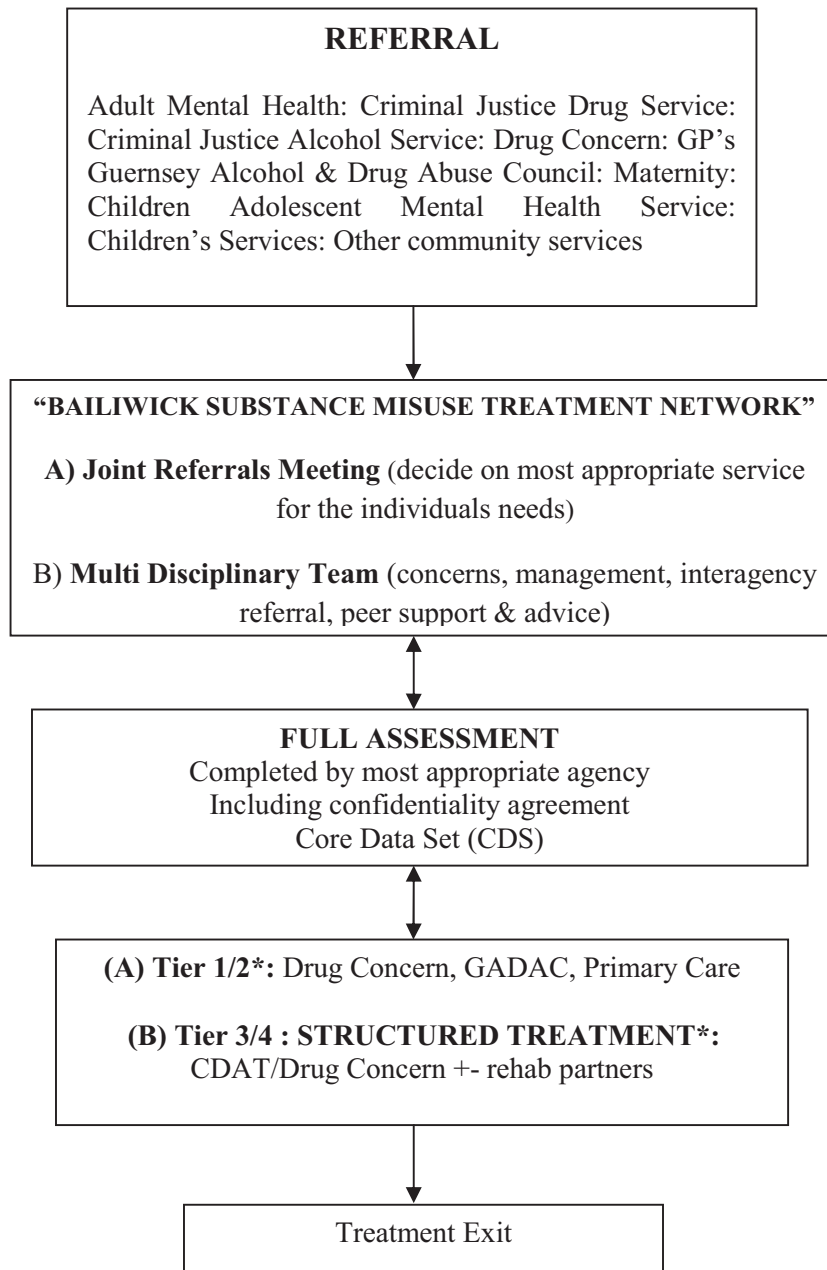 REFERRAL
Adult Mental Health: Criminal Justice Drug Service:
Criminal Justice Alcohol Service: Drug Concern: GP’s
Guernsey Alcohol & Drug Abuse Council: Maternity:
Children Adolescent Mental Health Service:
Children’s Services: Other community services
“BAILIWICK SUBSTANCE MISUSE TREATMENT NETWORK”
A) Joint Referrals Meeting (decide on most appropriate service
for the individuals needs)
B) Multi Disciplinary Team (concerns, management, interagency
referral, peer support & advice)
FULL ASSESSMENT
Completed by most appropriate agency
Including confidentiality agreement
Core Data Set (CDS)
(A) Tier 1/2*: Drug Concern, GADAC, Primary Care
(B) Tier 3/4 : STRUCTURED TREATMENT*:
CDAT/Drug Concern +- rehab partners
Treatment Exit